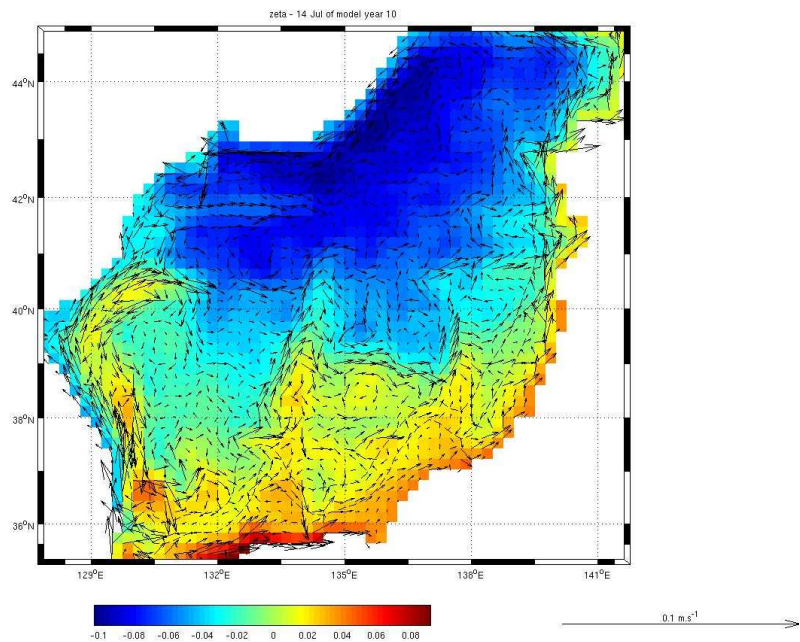 zeta - 14 Jul of model year 10
44°N
42°N
40°N
38°N
36°N
129°E 132°E 135°E 138°E 141°E
-0.1 -0.08 -0.06 -0.04 -0.02 0 0.02 0.04 0.06 0.08
0.1 m.s⁻¹